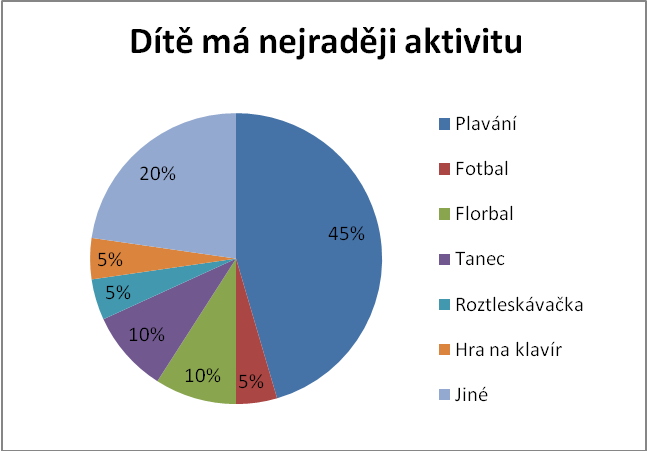 Dítě má nejraději aktivitu
20%
45%
5%
5%
10%
10%
5%
Plavání
Fotbal
Florbal
Tanec
Roztleskávačka
Hra na klavír
Jiné